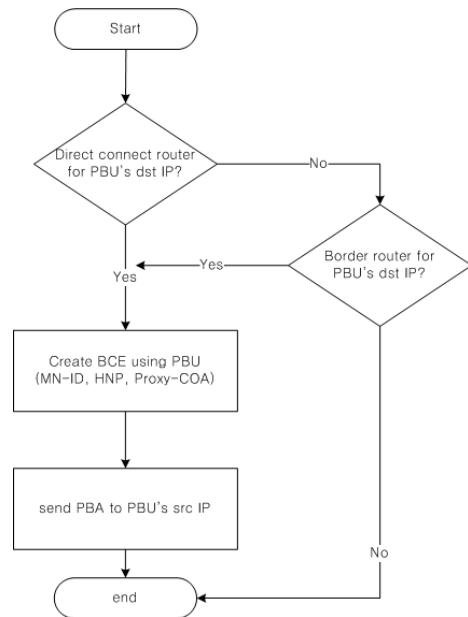 Start
Direct connect router
for PBU's dst IP?
No
Border router for
PBU's dst IP?
Yes
Yes
Create BCE using PBU
(MN-ID, HNP, Proxy-COA)
send PBA to PBU's src IP
No
end